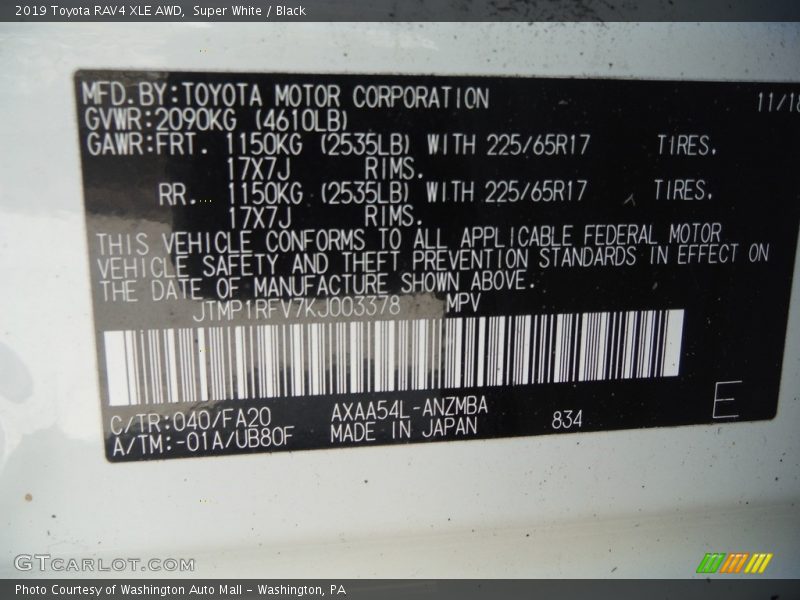 2019 Toyota RAV4 XLE AWD,  Super White / Black
MFD.BY:TOYOTA MOTOR CORPORATION 11/18
GVWR:2090KG (4610LB)
GAWR:FRT. 1150KG (2535LB) WITH 225/65R17 TIRES.
17X7J RIMS.
RR. 1150KG (2535LB) WITH 225/65R17 TIRES.
17X7J RIMS.
THIS VEHICLE CONFORMS TO ALL APPLICABLE FEDERAL MOTOR
VEHICLE SAFETY AND THEFT PREVENTION STANDARDS IN EFFECT ON
THE DATE OF MANUFACTURE SHOWN ABOVE.
JTMP1RFV7KJ003378 MPV
C/TR:040/FA20 AXAA54L-ANZMBA 834 E
A/TM:-01A/UB80F MADE IN JAPAN
GTCarLot.com
Photo Courtesy of Washington Auto Mall - Washington, PA